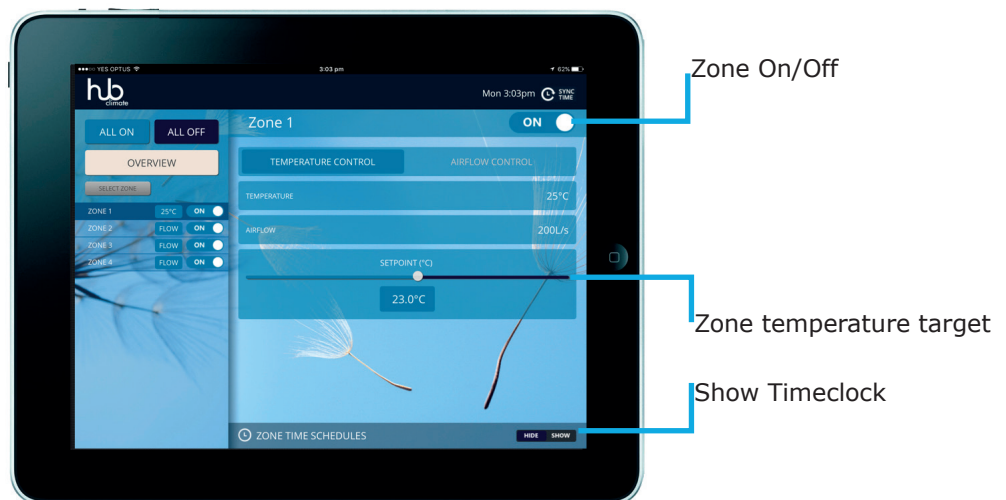 YES OPTUS 3:03 pm 62%
hub
climate
Mon 3:03pm SYNC TIME
ALL ON ALL OFF
OVERVIEW
SELECT ZONE
ZONE 1 25°C ON
ZONE 2 FLOW ON
ZONE 3 FLOW ON
ZONE 4 FLOW ON
Zone 1 ON
TEMPERATURE CONTROL AIRFLOW CONTROL
TEMPERATURE 25°C
AIRFLOW 200L/s
SETPOINT (°C)
23.0°C
ZONE TIME SCHEDULES HIDE SHOW
Zone On/Off
Zone temperature target
Show Timeclock